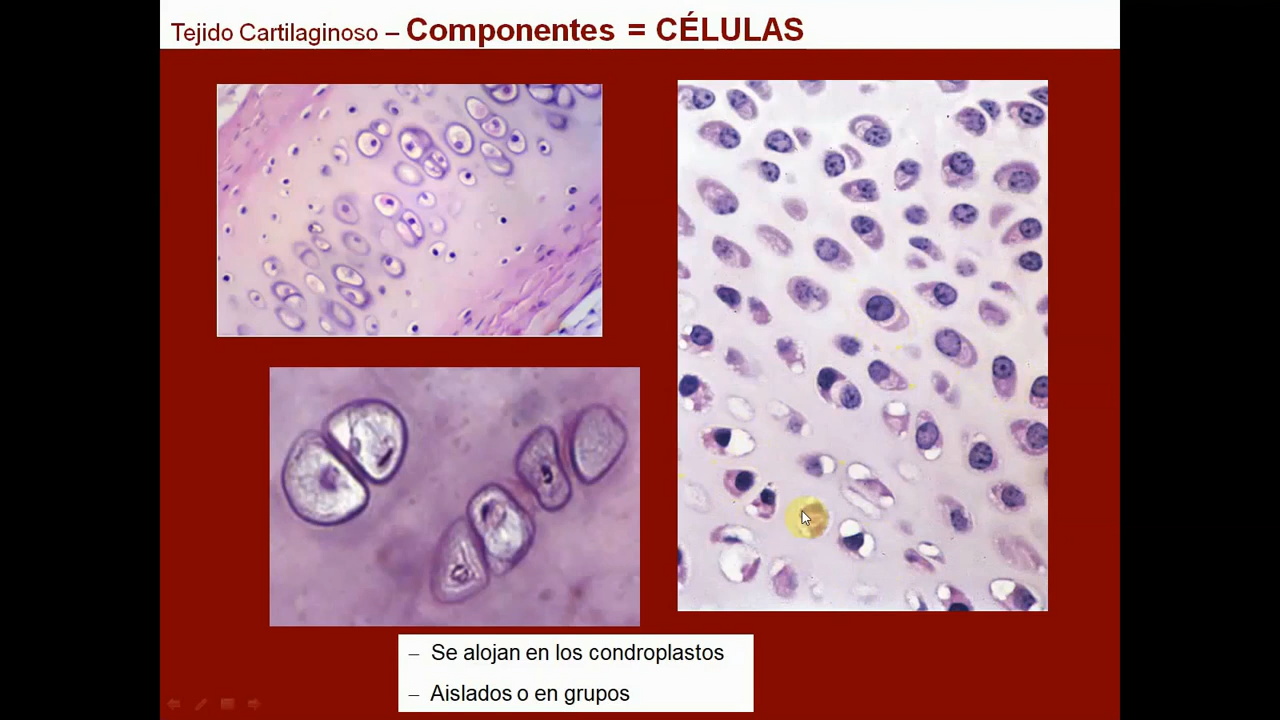 Tejido Cartilaginoso – Componentes = CÉLULAS
– Se alojan en los condroplastos
– Aislados o en grupos